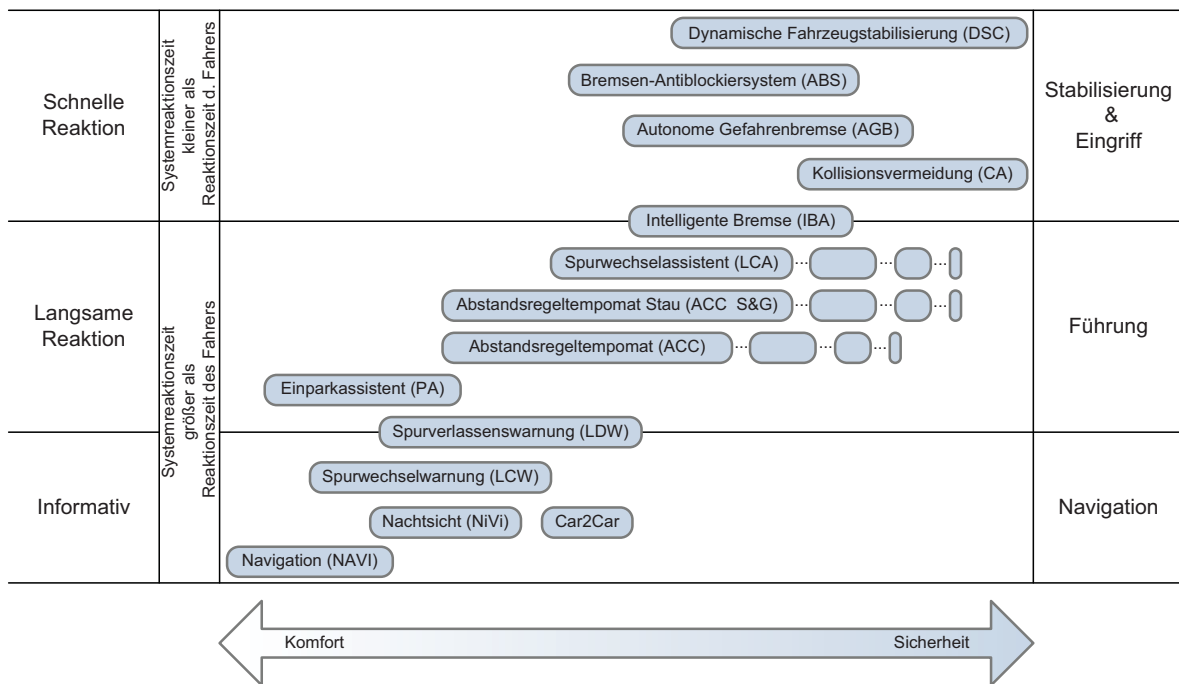 Schnelle
Reaktion
Systemreaktionszeit
kleiner als
Reaktionszeit d. Fahrers
Dynamische Fahrzeugstabilisierung (DSC)
Bremsen-Antiblockiersystem (ABS)
Autonome Gefahrenbremse (AGB)
Kollisionsvermeidung (CA)
Stabilisierung
&
Eingriff
Intelligente Bremse (IBA)
Langsame
Reaktion
Systemreaktionszeit
größer als
Reaktionszeit des Fahrers
Spurwechselassistent (LCA)
Abstandsregeltempomat Stau (ACC S&G)
Abstandsregeltempomat (ACC)
Einparkassistent (PA)
Führung
Spurverlassenswarnung (LDW)
Informativ
Spurwechselwarnung (LCW)
Nachtsicht (NiVi) Car2Car
Navigation (NAVI)
Navigation
Komfort Sicherheit